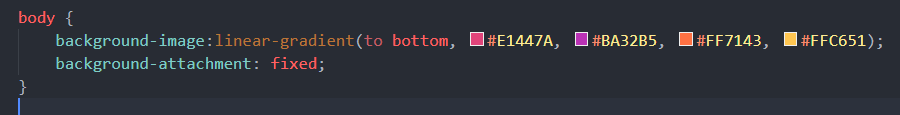 body {
background-image:linear-gradient(to bottom, #E1447A, #BA32B5, #FF7143, #FFC651);
background-attachment: fixed;
}